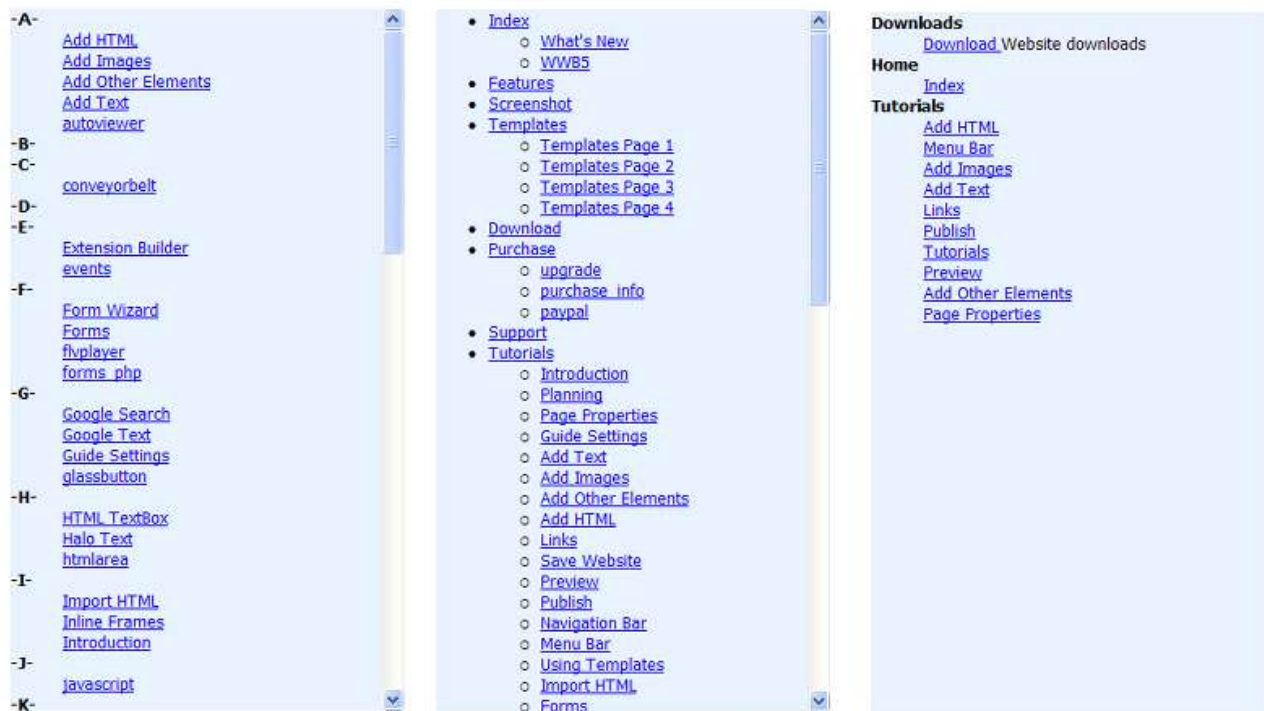 -A-
Add HTML
Add Images
Add Other Elements
Add Text
autoviewer
-B-
-C-
conveyorbelt
-D-
-E-
Extension Builder
events
-F-
Form Wizard
Forms
flvplayer
forms_php
-G-
Google Search
Google Text
Guide Settings
glassbutton
-H-
HTML TextBox
Halo Text
htmlarea
-I-
Import HTML
Inline Frames
Introduction
-J-
javascript
-K-
Index
What's New
WWB5
Features
Screenshot
Templates
Templates Page 1
Templates Page 2
Templates Page 3
Templates Page 4
Download
Purchase
upgrade
purchase_info
paypal
Support
Tutorials
Introduction
Planning
Page Properties
Guide Settings
Add Text
Add Images
Add Other Elements
Add HTML
Links
Save Website
Preview
Publish
Navigation Bar
Menu Bar
Using Templates
Import HTML
Forms
Downloads
Download Website downloads
Home
Index
Tutorials
Add HTML
Menu Bar
Add Images
Add Text
Links
Publish
Tutorials
Preview
Add Other Elements
Page Properties